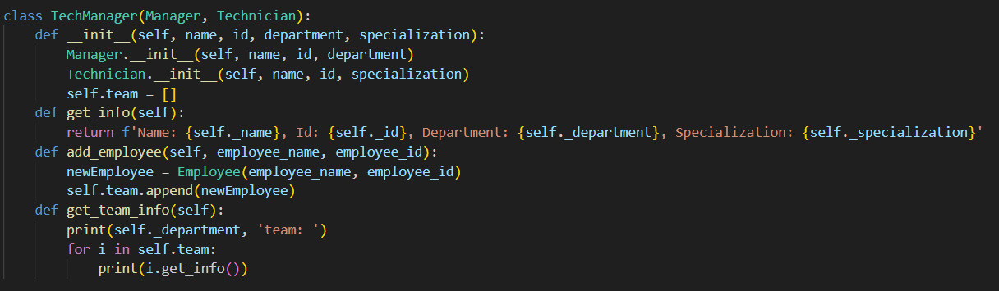 class TechManager(Manager, Technician):
    def __init__(self, name, id, department, specialization):
        Manager.__init__(self, name, id, department)
        Technician.__init__(self, name, id, specialization)
        self.team = []
    def get_info(self):
        return f'Name: {self._name}, Id: {self._id}, Department: {self._department}, Specialization: {self._specialization}'
    def add_employee(self, employee_name, employee_id):
        newEmployee = Employee(employee_name, employee_id)
        self.team.append(newEmployee)
    def get_team_info(self):
        print(self._department, 'team: ')
        for i in self.team:
            print(i.get_info())